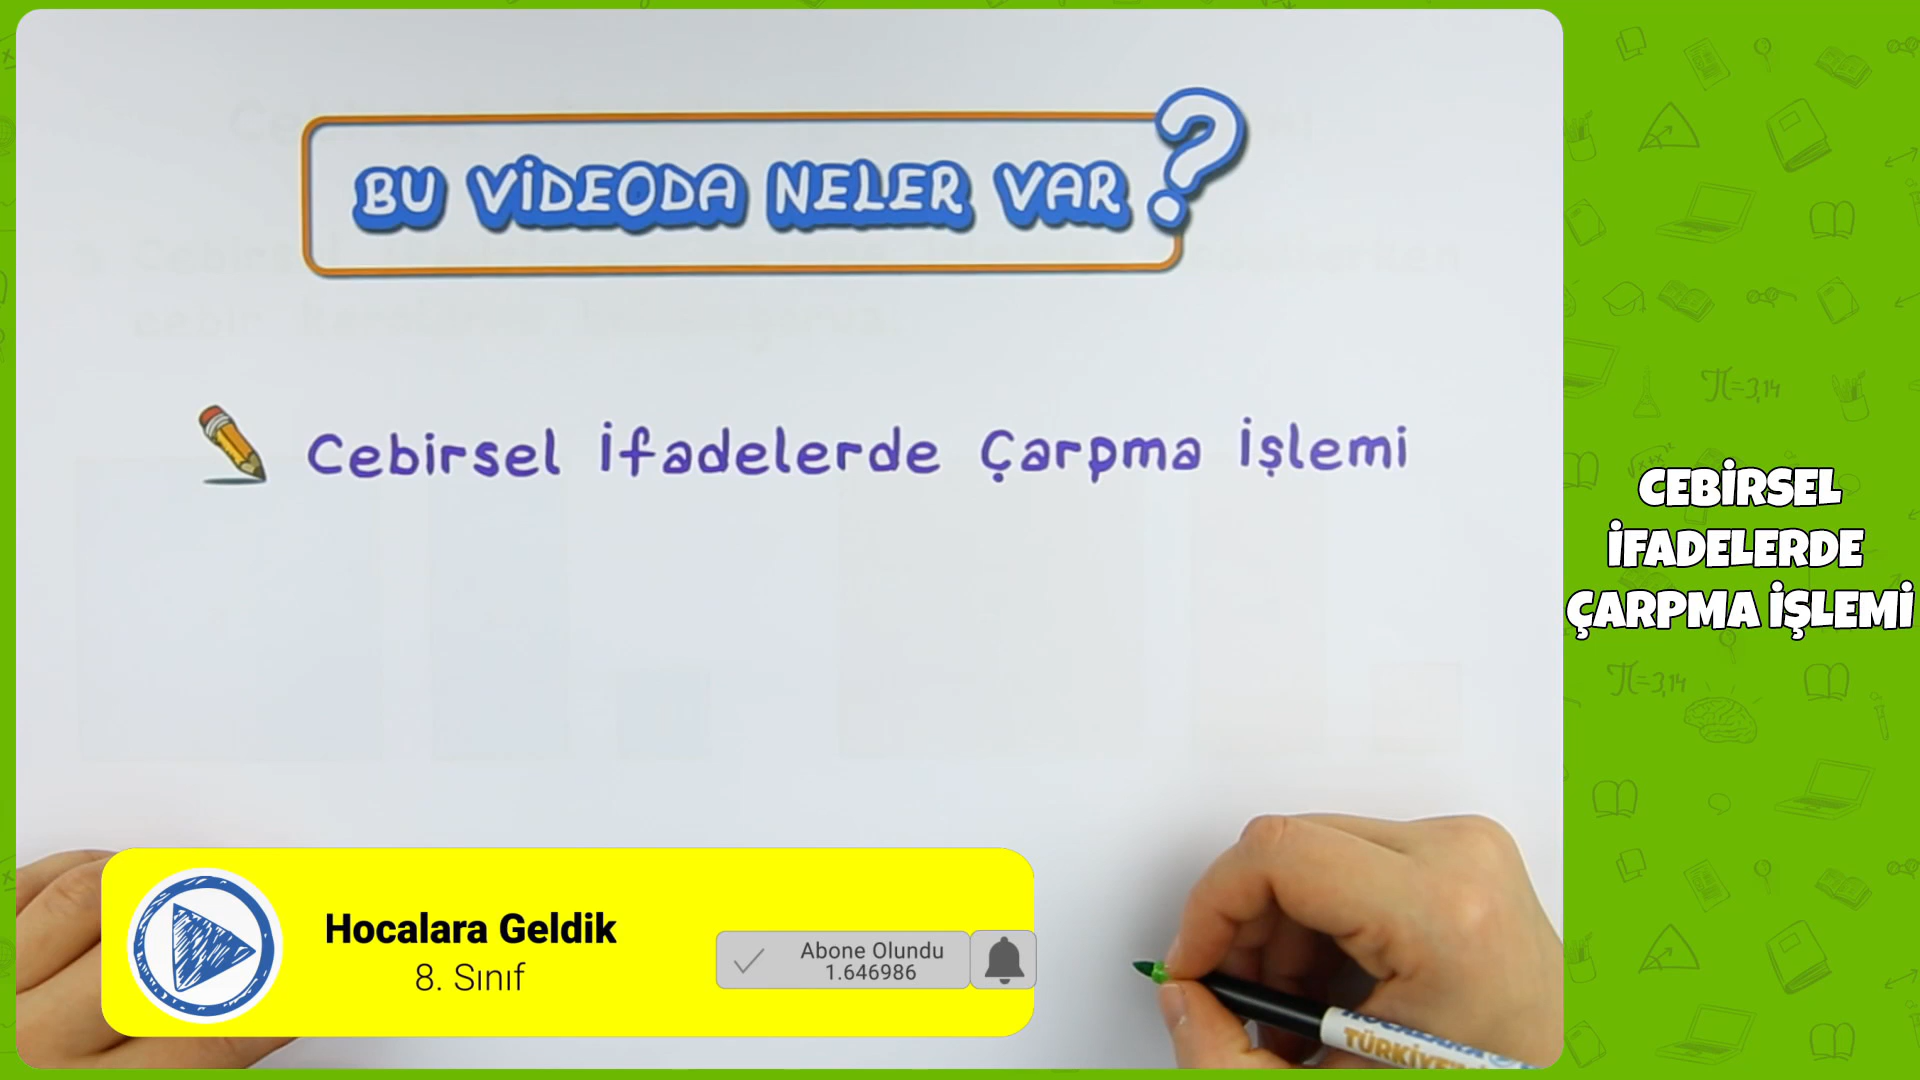 BU VİDEODA NELER VAR?
Cebirsel İfadelerde Çarpma İşlemi
CEBİRSEL
İFADELERDE
ÇARPMA İŞLEMİ
Hocalara Geldik
8. Sınıf
Abone Olundu
1.646986
π=3,14
π=3,14